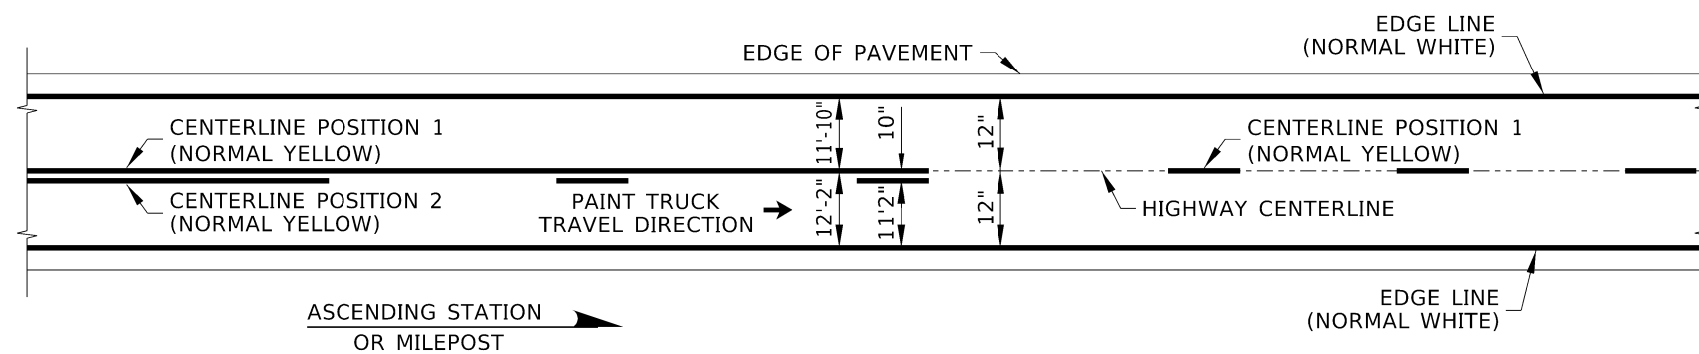 EDGE LINE
(NORMAL WHITE)
EDGE OF PAVEMENT
CENTERLINE POSITION 1
(NORMAL YELLOW)
11'-10"
10"
12"
CENTERLINE POSITION 1
(NORMAL YELLOW)
CENTERLINE POSITION 2
(NORMAL YELLOW)
PAINT TRUCK
TRAVEL DIRECTION
12'-2"
11'2"
12"
HIGHWAY CENTERLINE
EDGE LINE
(NORMAL WHITE)
ASCENDING STATION
OR MILEPOST